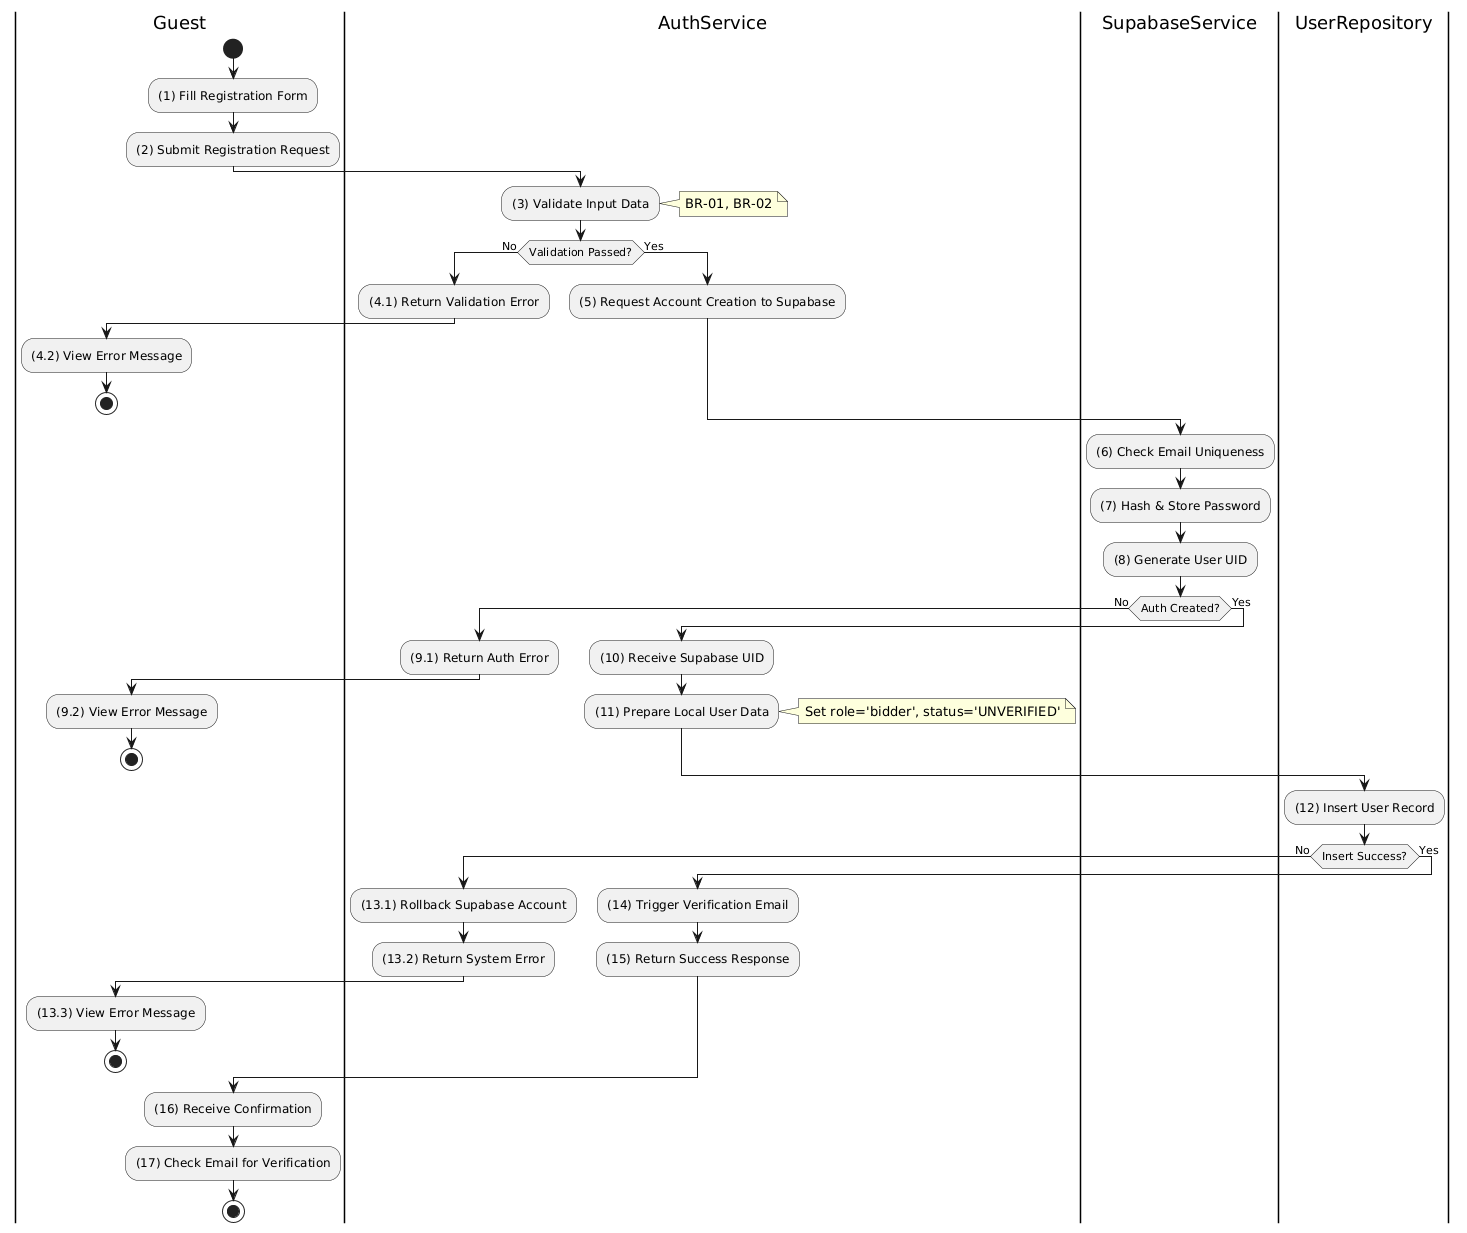 Guest
AuthService
SupabaseService
UserRepository
(1) Fill Registration Form
(2) Submit Registration Request
(3) Validate Input Data
BR-01, BR-02
No
Validation Passed?
Yes
(4.1) Return Validation Error
(5) Request Account Creation to Supabase
(4.2) View Error Message
(6) Check Email Uniqueness
(7) Hash & Store Password
(8) Generate User UID
No
Auth Created?
Yes
(9.1) Return Auth Error
(10) Receive Supabase UID
(9.2) View Error Message
(11) Prepare Local User Data
Set role='bidder', status='UNVERIFIED'
(12) Insert User Record
No
Insert Success?
Yes
(13.1) Rollback Supabase Account
(14) Trigger Verification Email
(13.2) Return System Error
(15) Return Success Response
(13.3) View Error Message
(16) Receive Confirmation
(17) Check Email for Verification